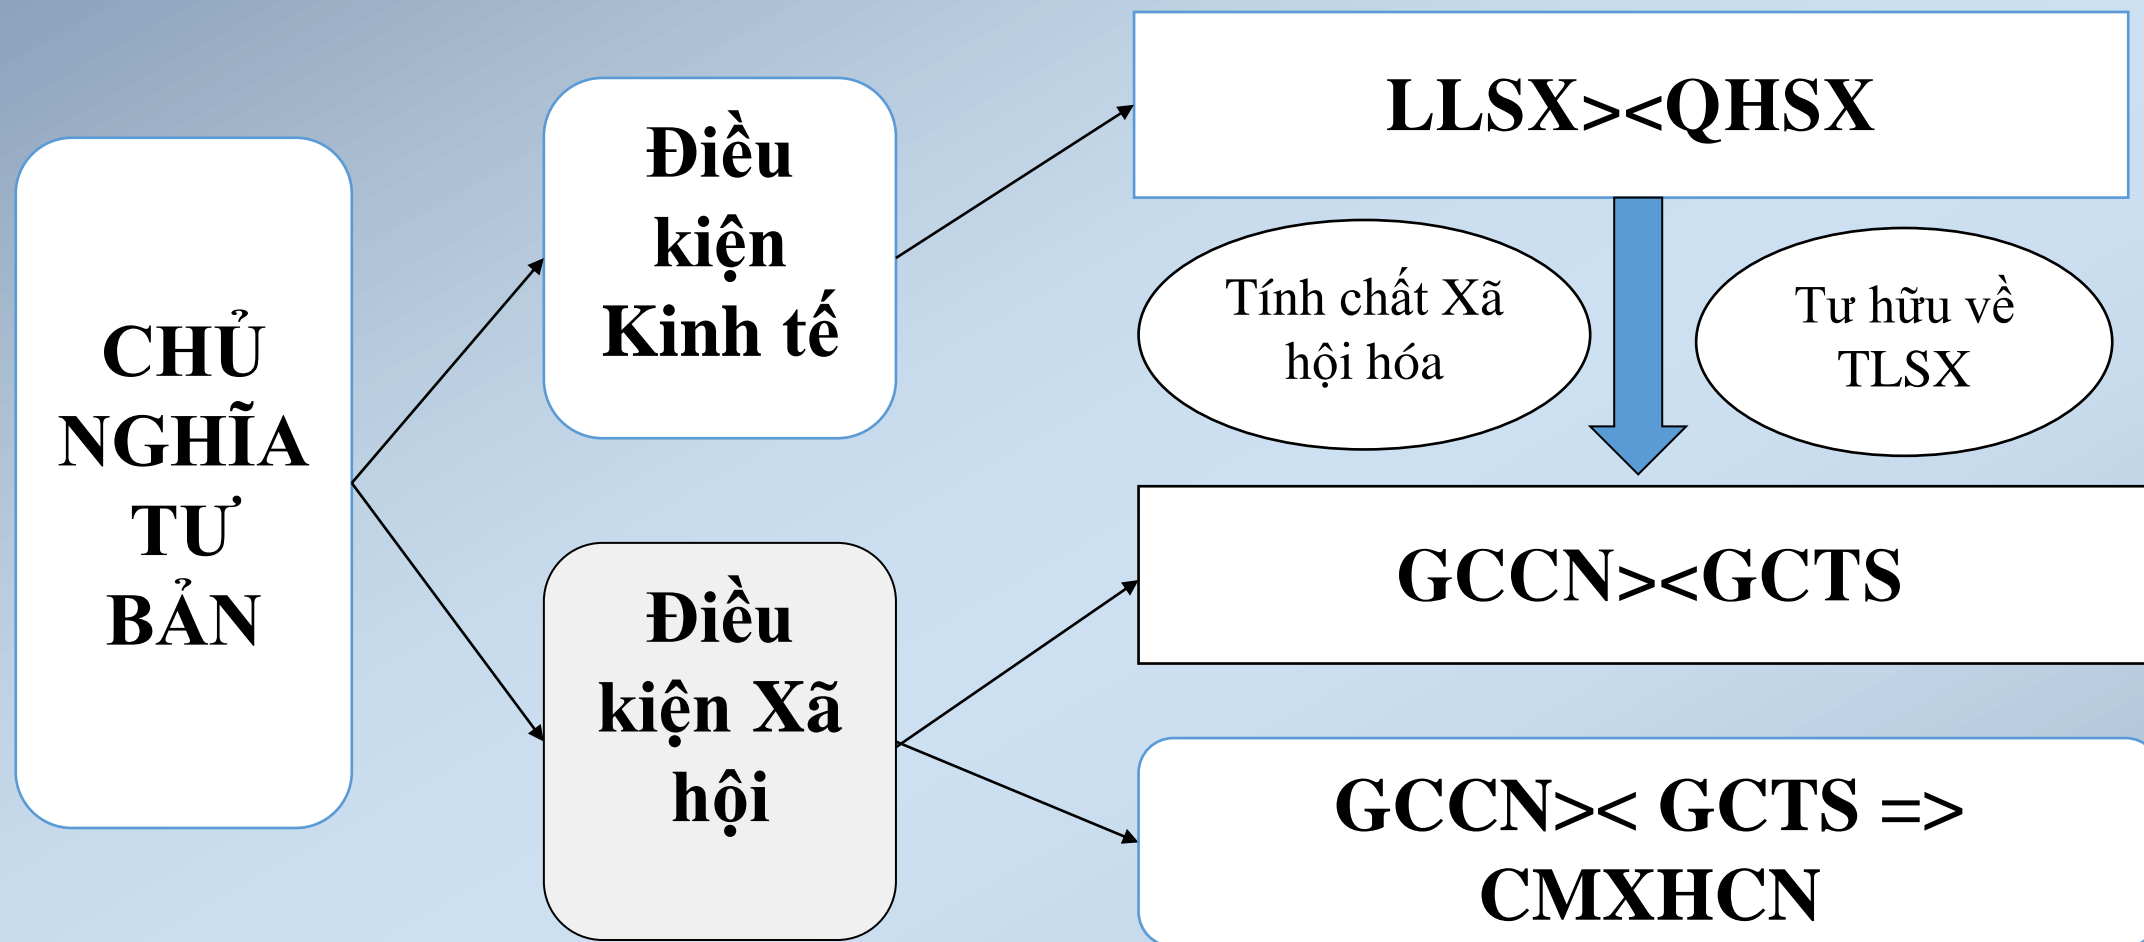 CHỦ
NGHĨA
TƯ
BẢN
Điều
kiện
Kinh tế
LLSX><QHSX
Tính chất Xã
hội hóa
Tư hữu về
TLSX
GCCN><GCTS
Điều
kiện Xã
hội
GCCN>< GCTS =>
CMXHCN